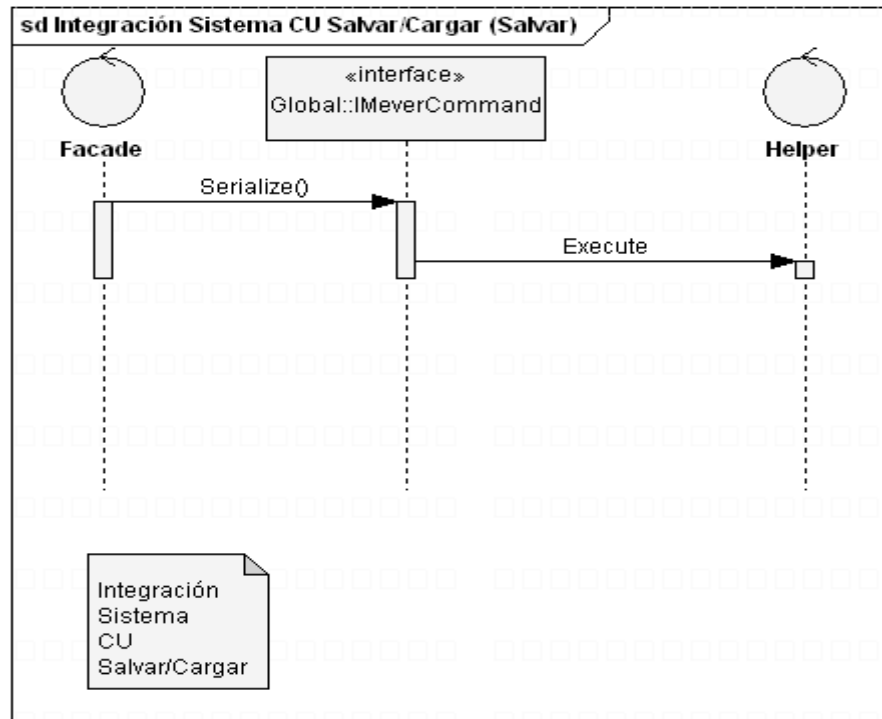 sd Integración Sistema CU Salvar/Cargar (Salvar)
«interface»
Global::IMeverCommand
Facade
Helper
Serialize()
Execute
Integración
Sistema
CU
Salvar/Cargar